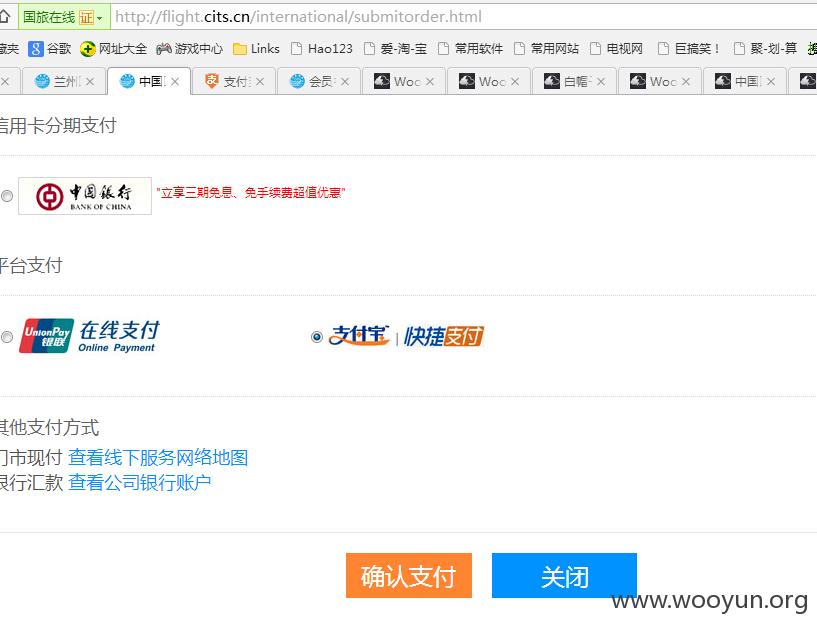 国旅在线 证 http://flight.cits.cn/international/submitorder.html
藏夹 谷歌 网址大全 游戏中心 Links Hao123 爱-淘-宝 常用软件 常用网站 电视网 巨搞笑！ 聚-划-算
兰州 中国 支付 会员 Woo 白帽 Woo 中国
信用卡分期支付
中国银行 "立享三期免息、免手续费超值优惠"
BANK OF CHINA
平台支付
UnionPay 银联 在线支付 支付宝 | 快捷支付
Online Payment
其他支付方式
门市现付 查看线下服务网络地图
银行汇款 查看公司银行账户
确认支付 关闭
www.wooyun.org